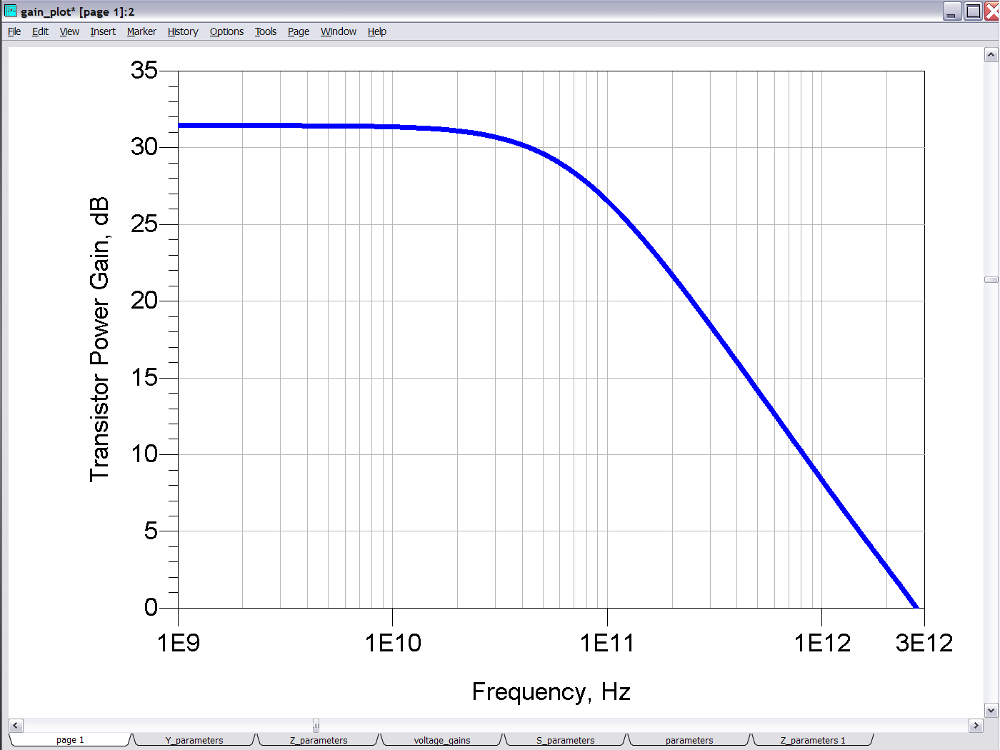 gain_plot* [page 1]:2
File Edit View Insert Marker History Options Tools Page Window Help
35
30
25
20
15
10
5
0
Transistor Power Gain, dB
1E9 1E10 1E11 1E12 3E12
Frequency, Hz
page 1 Y_parameters Z_parameters voltage_gains S_parameters parameters Z_parameters 1